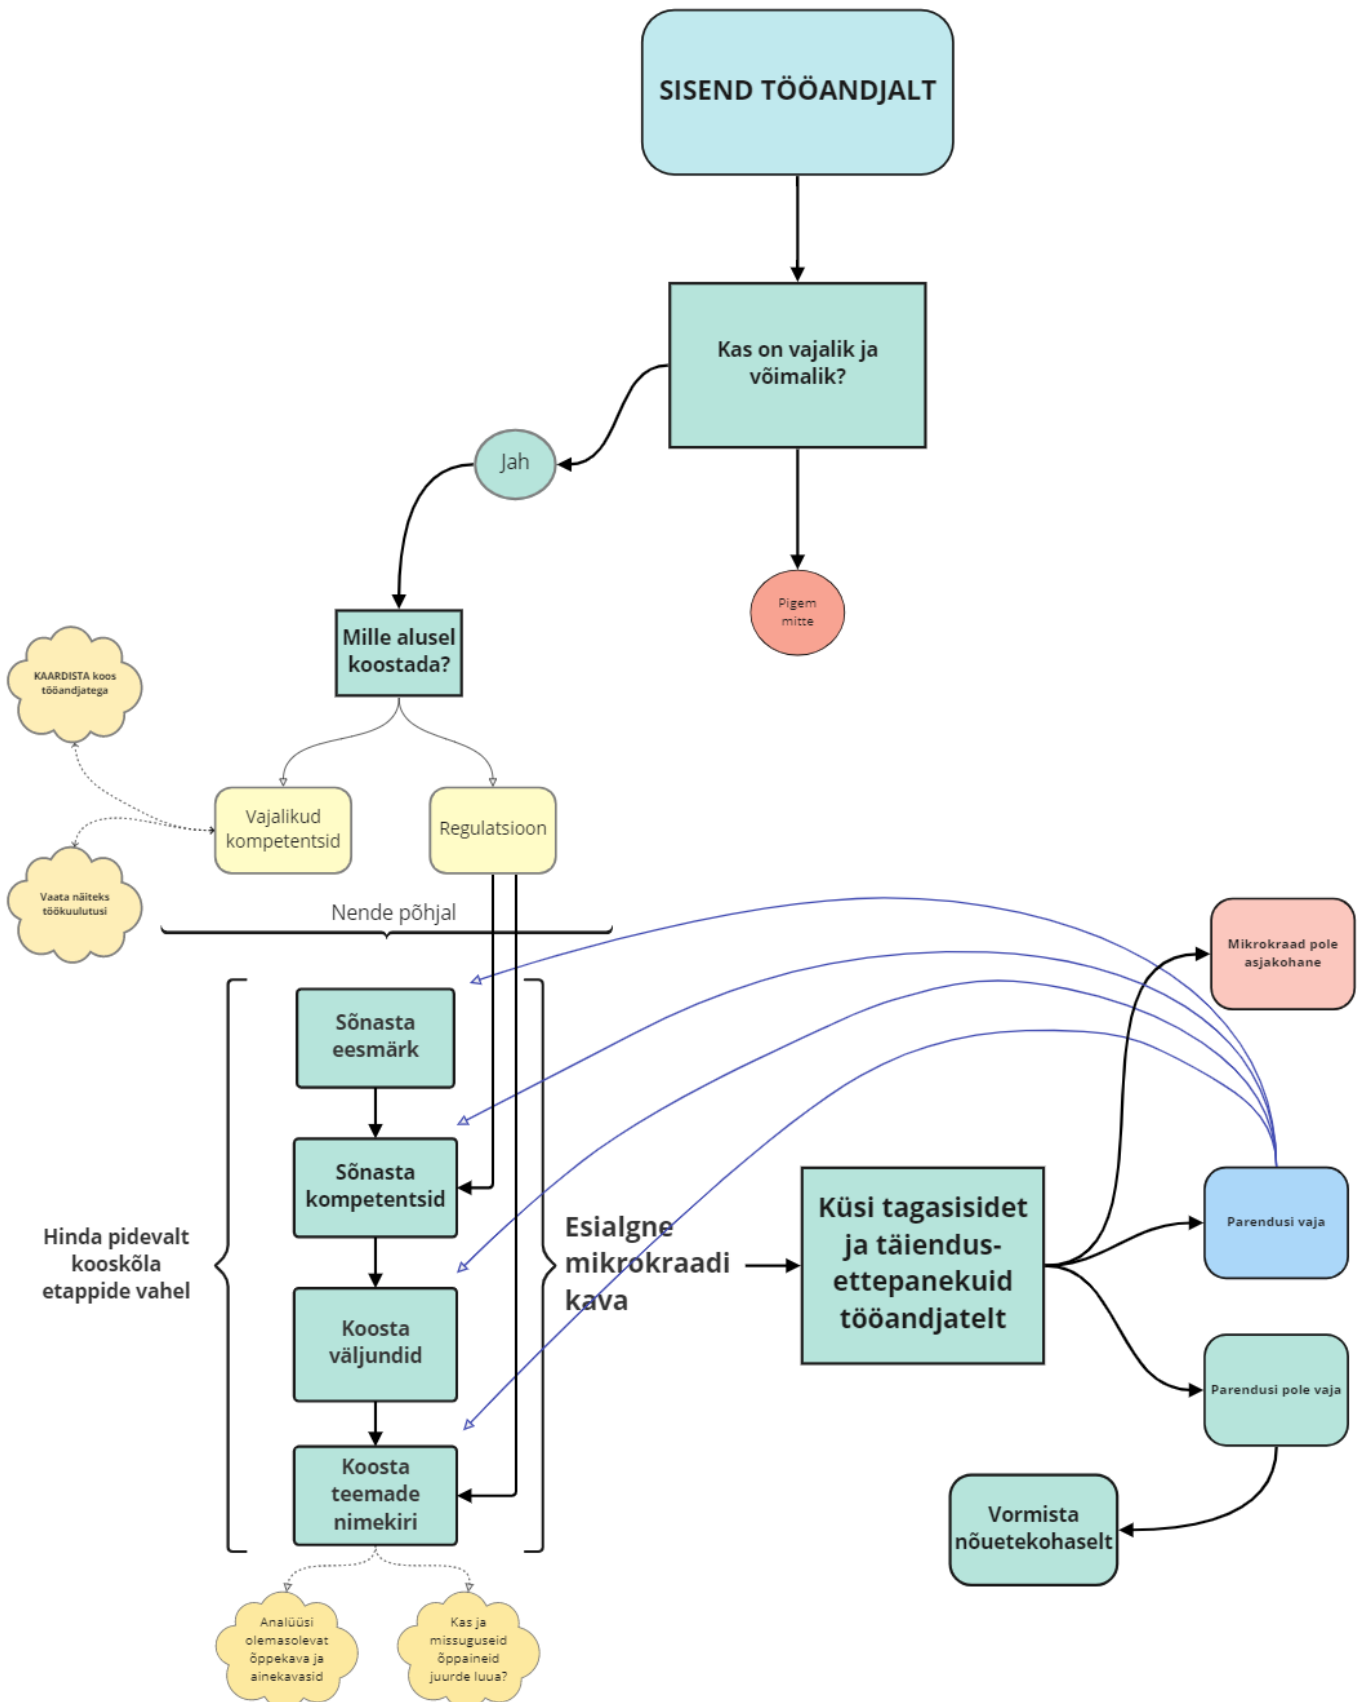 SISEND TÖÖANDJALT
Kas on vajalik ja
võimalik?
Jah
Pigem
mitte
Mille alusel
koostada?
KAARDISTA koos
tööandjatega
Vajalikud
kompetentsid
Regulatsioon
Vaata näiteks
töökuulutusi
Nende põhjal
Mikrokraad pole
asjakohane
Sõnasta
eesmärk
Sõnasta
kompetentsid
Hinda pidevalt
kooskõla
etappide vahel
Esialgne
mikrokraadi
kava
Küsi tagasisidet
ja täiendus-
ettepanekuid
tööandjatelt
Parendusi vaja
Koosta
väljundid
Parendusi pole vaja
Koosta
teemade
nimekiri
Vormista
nõuetekohaselt
Analüüsi
olemasolevat
õppekava ja
ainekavasid
Kas ja
missuguseid
õppaineid
juurde luua?